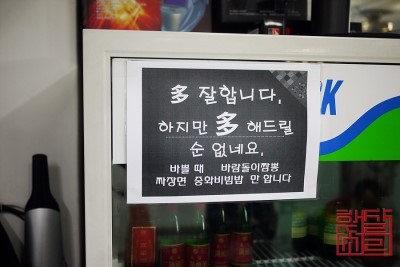 多 잘합니다.
하지만 多 해드릴
순 없네요.
바쁠 때 바람돌이짬뽕
짜장면 중화비빔밥 만 합니다
RK